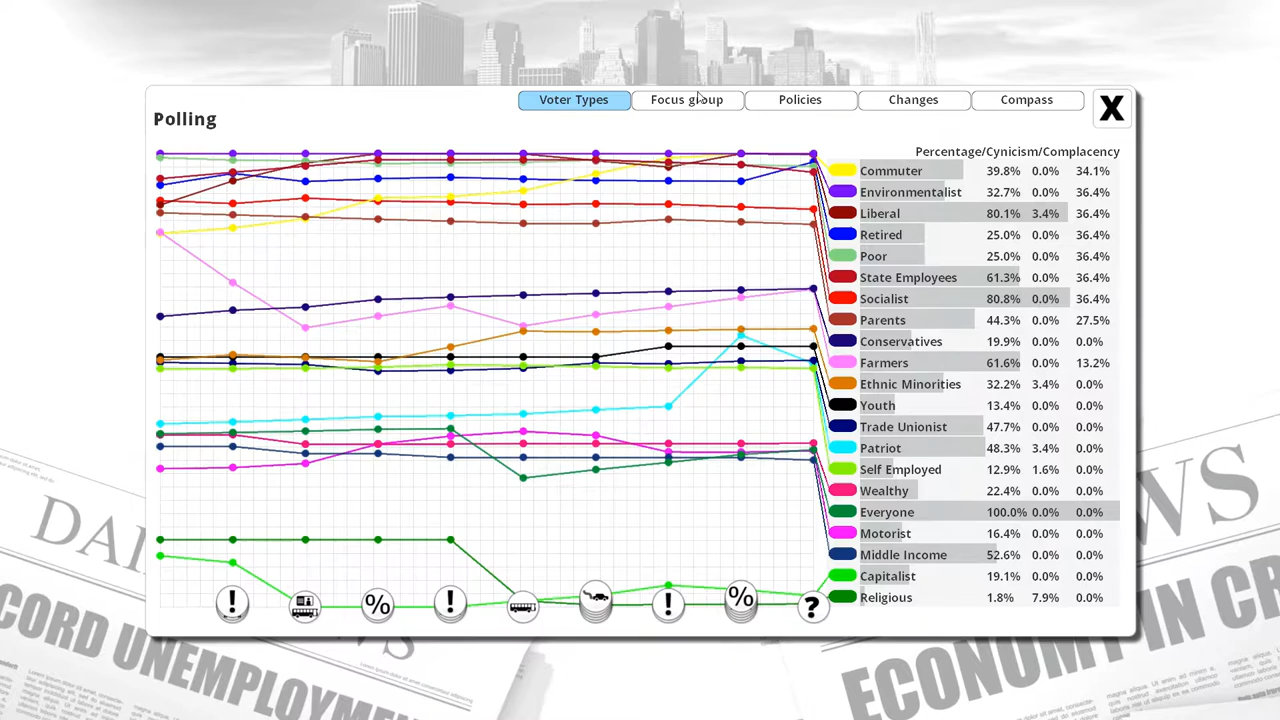 Voter Types Focus group Policies Changes Compass X
Polling
Percentage/Cynicism/Complacency
Commuter 39.8% 0.0% 34.1%
Environmentalist 32.7% 0.0% 36.4%
Liberal 80.1% 3.4% 36.4%
Retired 25.0% 0.0% 36.4%
Poor 25.0% 0.0% 36.4%
State Employees 61.3% 0.0% 36.4%
Socialist 80.8% 0.0% 36.4%
Parents 44.3% 0.0% 27.5%
Conservatives 19.9% 0.0% 0.0%
Farmers 61.6% 0.0% 13.2%
Ethnic Minorities 32.2% 3.4% 0.0%
Youth 13.4% 0.0% 0.0%
Trade Unionist 47.7% 0.0% 0.0%
Patriot 48.3% 3.4% 0.0%
Self Employed 12.9% 1.6% 0.0%
Wealthy 22.4% 0.0% 0.0%
Everyone 100.0% 0.0% 0.0%
Motorist 16.4% 0.0% 0.0%
Middle Income 52.6% 0.0% 0.0%
Capitalist 19.1% 0.0% 0.0%
Religious 1.8% 7.9% 0.0%
! % ! ! % ?
DAI
WS
CORD UNEMPLOYM
ECONOMY IN CR